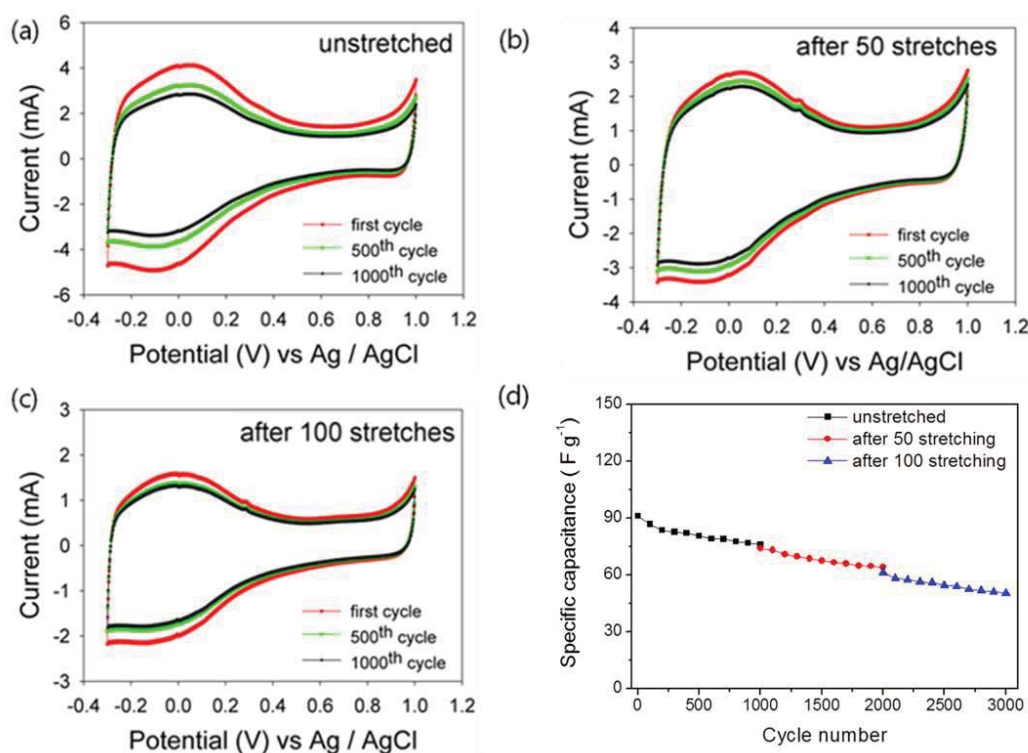 (a)
unstretched
6
4
2
0
-2
-4
-6
Current (mA)
first cycle
500th cycle
1000th cycle
-0.4 -0.2 0.0 0.2 0.4 0.6 0.8 1.0 1.2
Potential (V) vs Ag / AgCl
(b)
after 50 stretches
4
3
2
1
0
-1
-2
-3
-4
Current (mA)
first cycle
500th cycle
1000th cycle
-0.4 -0.2 0.0 0.2 0.4 0.6 0.8 1.0 1.2
Potential (V) vs Ag/AgCl
(c)
after 100 stretches
3
2
1
0
-1
-2
-3
Current (mA)
first cycle
500th cycle
1000th cycle
-0.4 -0.2 0.0 0.2 0.4 0.6 0.8 1.0 1.2
Potential (V) vs Ag / AgCl
(d)
150
120
90
60
30
0
Specific capacitance ( F g-1)
unstretched
after 50 stretching
after 100 stretching
0 500 1000 1500 2000 2500 3000
Cycle number